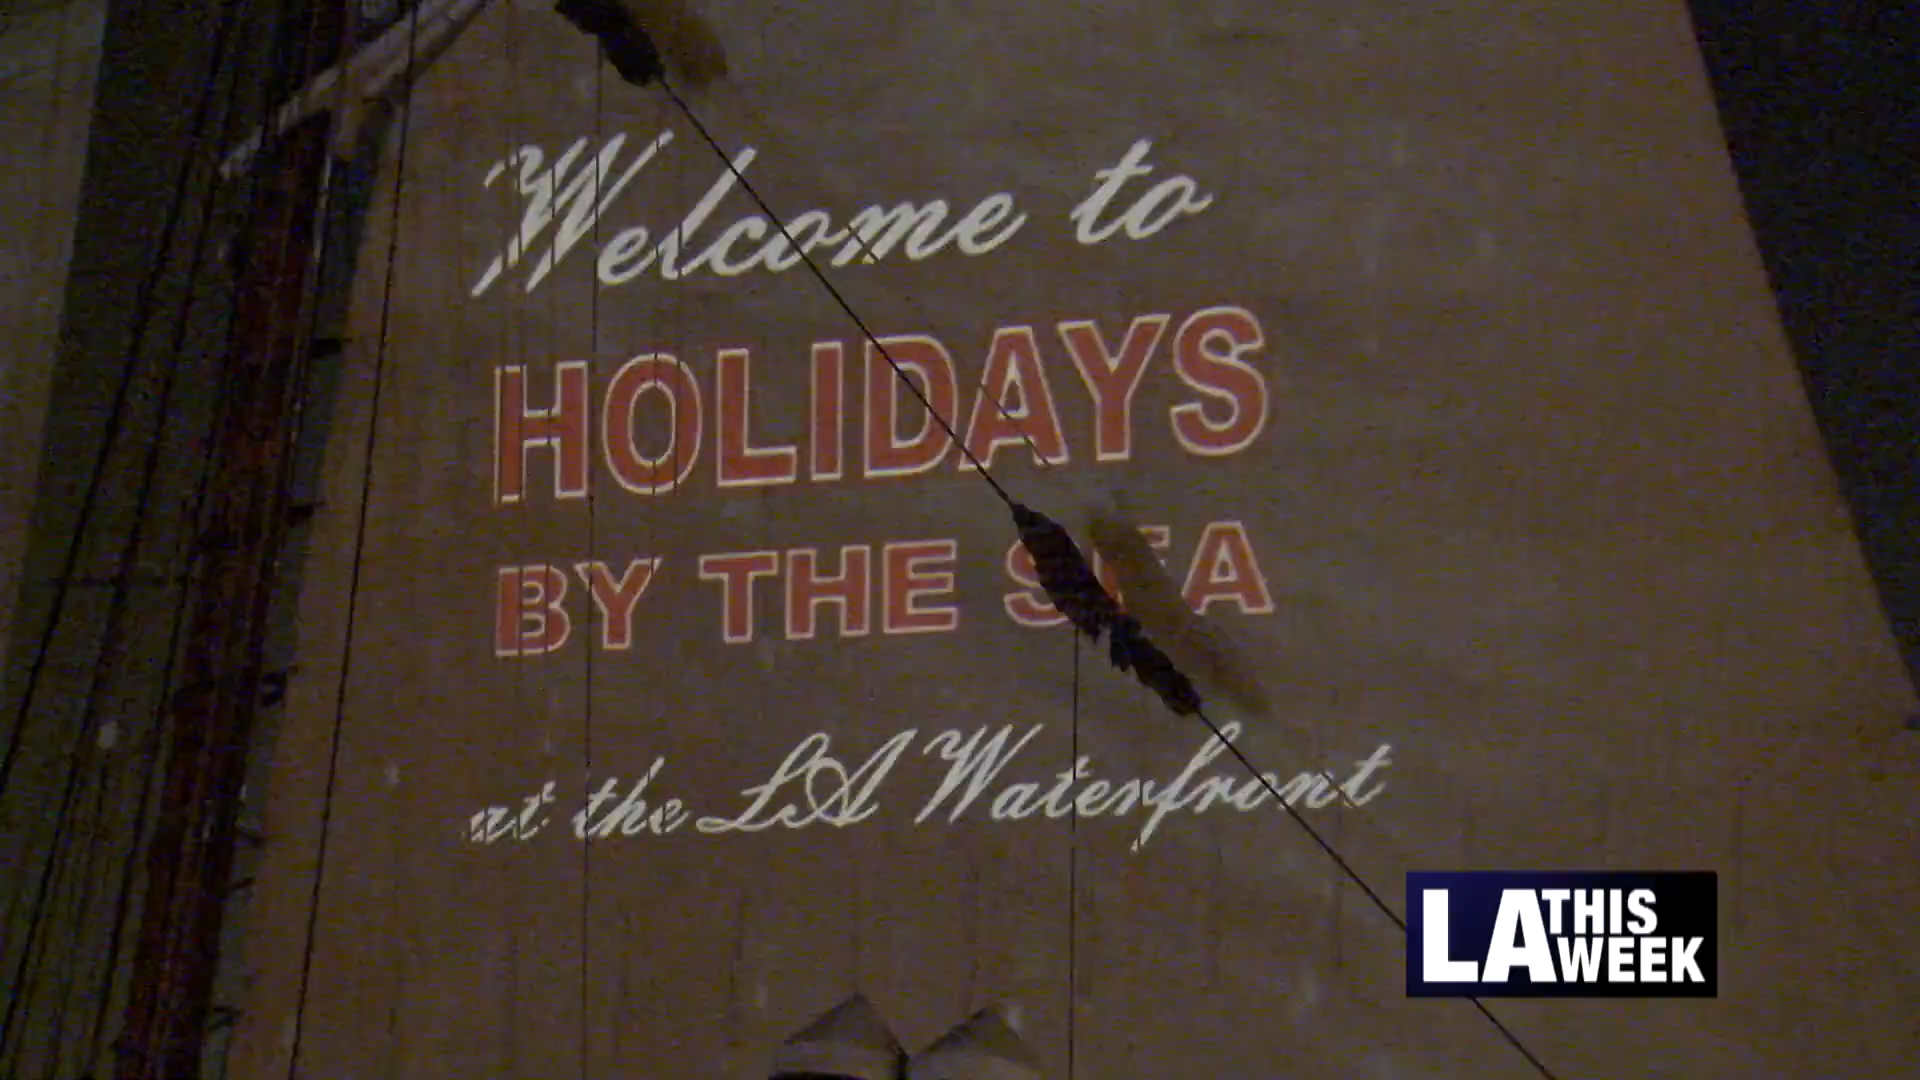 Welcome to
HOLIDAYS
BY THE SEA
at the LA Waterfront
LA THIS WEEK